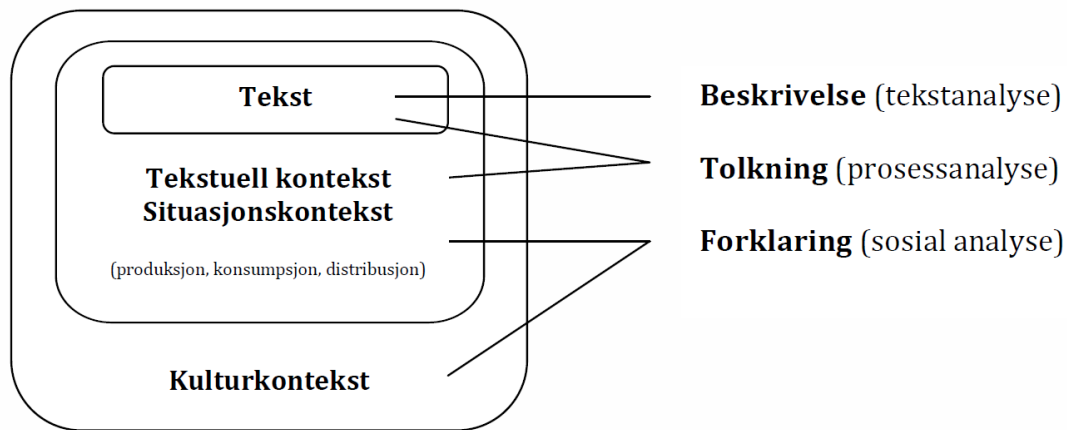 Tekst
Tekstuell kontekst
Situasjonskontekst
(produksjon, konsumpsjon, distribusjon)
Kulturkontekst
Beskrivelse (tekstanalyse)
Tolkning (prosessanalyse)
Forklaring (sosial analyse)